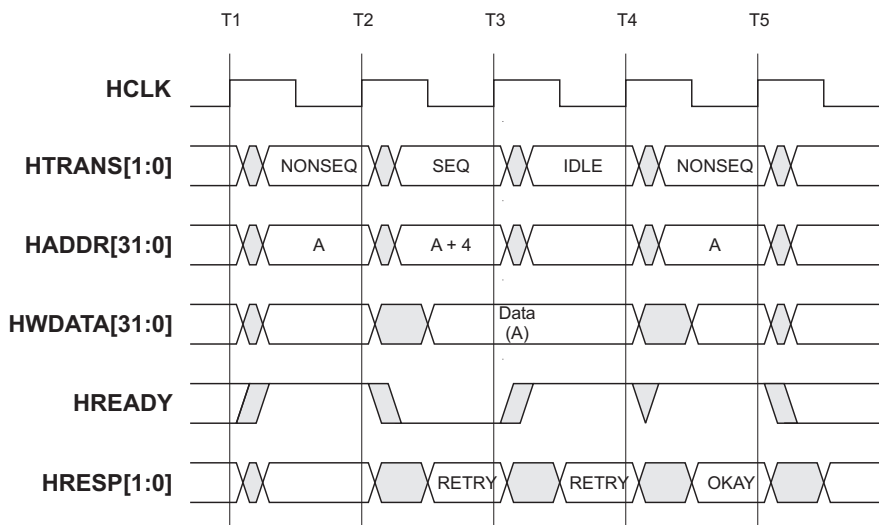 T1 T2 T3 T4 T5
HCLK
HTRANS[1:0] NONSEQ SEQ IDLE NONSEQ
HADDR[31:0] A A + 4 A
HWDATA[31:0] Data
(A)
HREADY
HRESP[1:0] RETRY RETRY OKAY